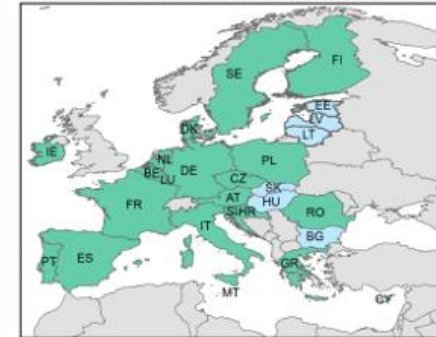 FI
SE
EE
LV
LT
DK
IE
NL
PL
BE
DE
LU
CZ
SK
FR
AT
HU
SI
HR
RO
IT
BG
PT
ES
GR
MT
CY